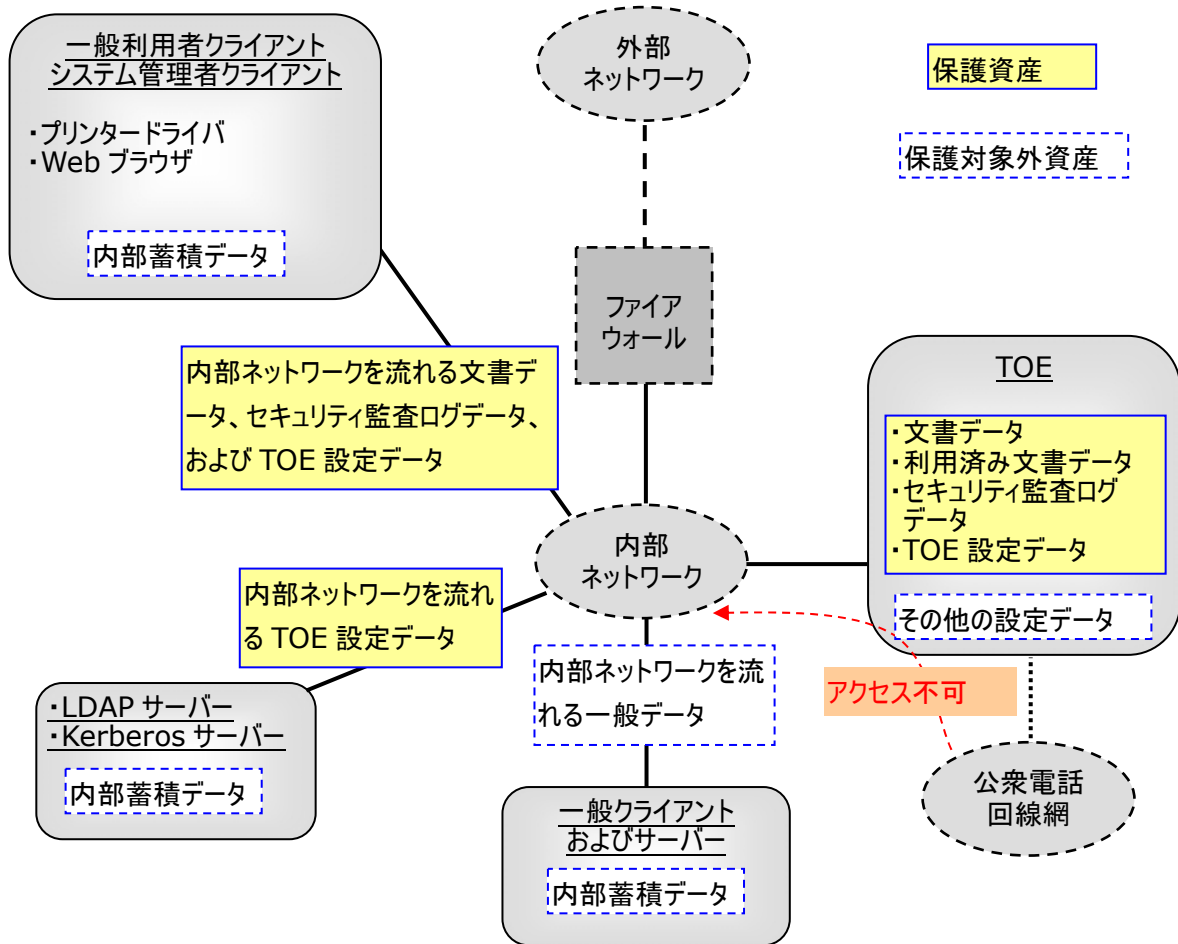 一般利用者クライアント
システム管理者クライアント
・プリンタードライバ
・Web ブラウザ
内部蓄積データ
外部
ネットワーク
保護資産
保護対象外資産
ファイア
ウォール
内部ネットワークを流れる文書デ
ータ、セキュリティ監査ログデータ、
および TOE 設定データ
TOE
・文書データ
・利用済み文書データ
・セキュリティ監査ログ
データ
・TOE 設定データ
その他の設定データ
内部
ネットワーク
内部ネットワークを流れ
る TOE 設定データ
内部ネットワークを流
れる一般データ
アクセス不可
・LDAP サーバー
・Kerberos サーバー
内部蓄積データ
公衆電話
回線網
一般クライアント
およびサーバー
内部蓄積データ